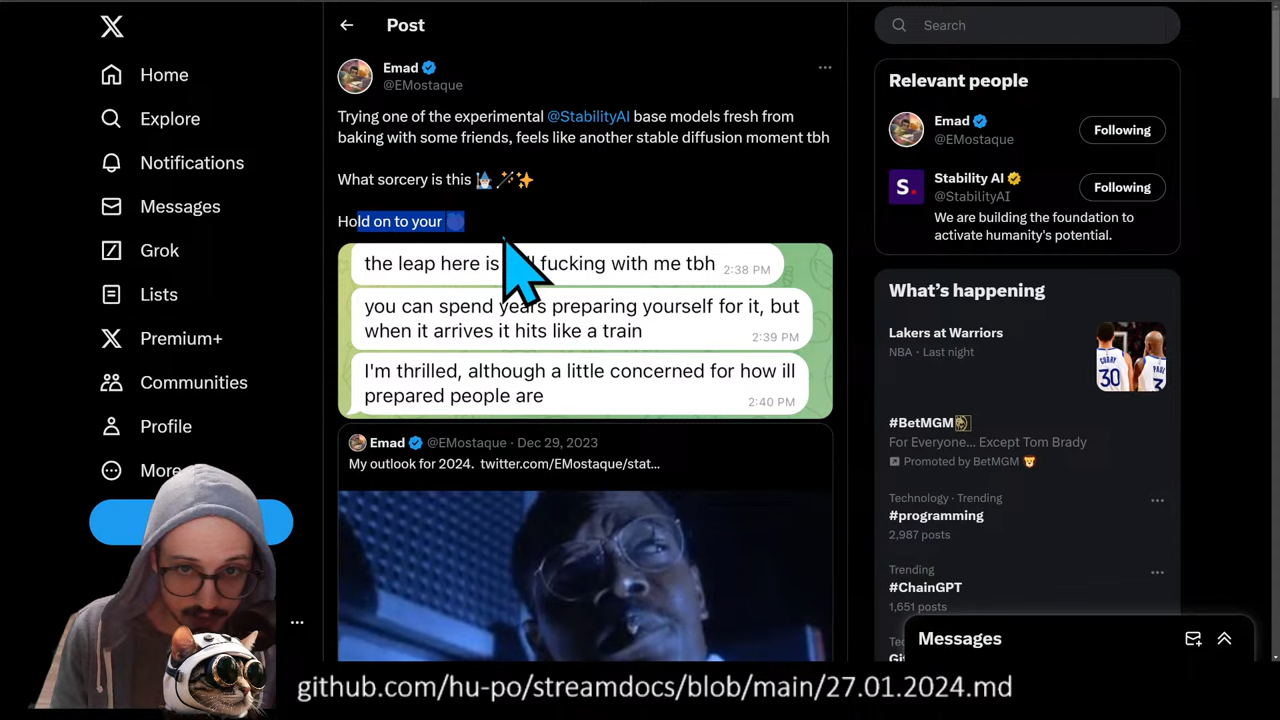 Home
Explore
Notifications
Messages
Grok
Lists
Premium+
Communities
Profile
More
Post
Emad
@EMostaque
Trying one of the experimental @StabilityAI base models fresh from
baking with some friends, feels like another stable diffusion moment tbh
What sorcery is this
Hold on to your
the leap here is fucking with me tbh 2:38 PM
you can spend years preparing yourself for it, but
when it arrives it hits like a train 2:39 PM
I'm thrilled, although a little concerned for how ill
prepared people are 2:40 PM
Emad @EMostaque · Dec 29, 2023
My outlook for 2024. twitter.com/EMostaque/stat...
Search
Relevant people
Emad
@EMostaque
Following
Stability AI
@StabilityAI
Following
We are building the foundation to
activate humanity's potential.
What's happening
Lakers at Warriors
NBA · Last night
#BetMGM
For Everyone... Except Tom Brady
Promoted by BetMGM
Technology · Trending
#programming
2,987 posts
Trending
#ChainGPT
1,651 posts
Messages
github.com/hu-po/streamdocs/blob/main/27.01.2024.md